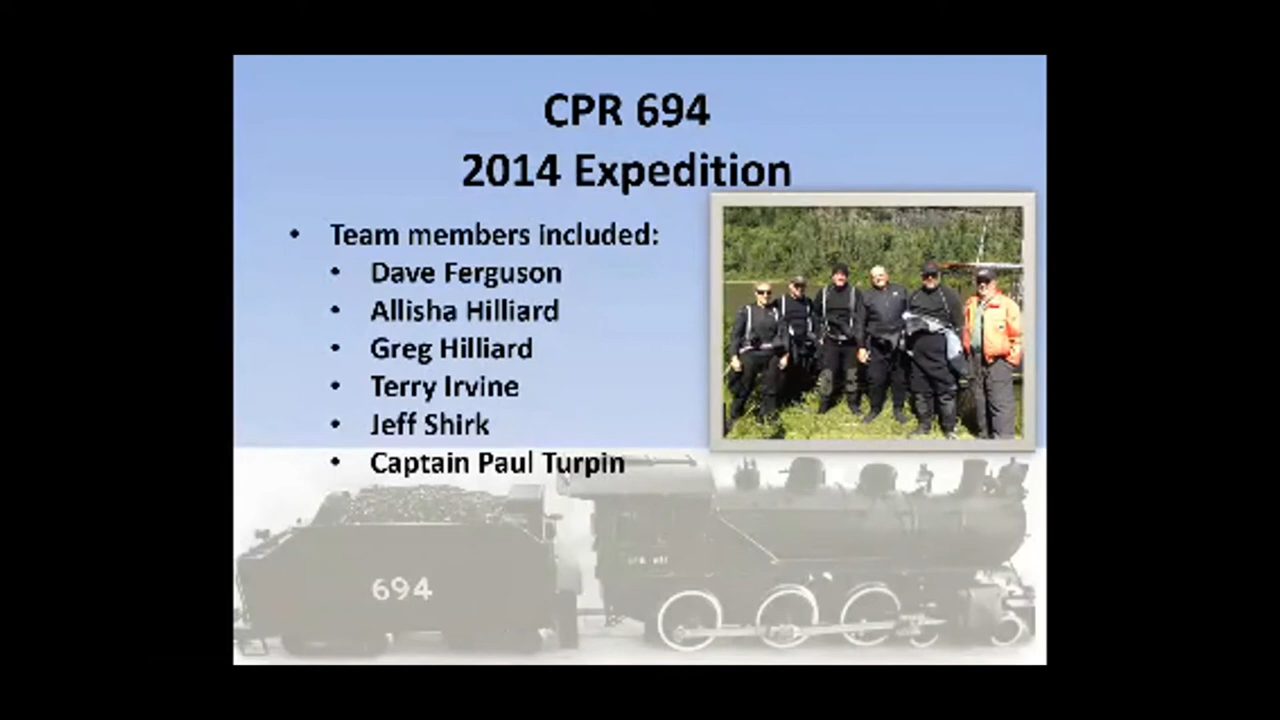 CPR 694
2014 Expedition
• Team members included:
• Dave Ferguson
• Allisha Hilliard
• Greg Hilliard
• Terry Irvine
• Jeff Shirk
• Captain Paul Turpin
694